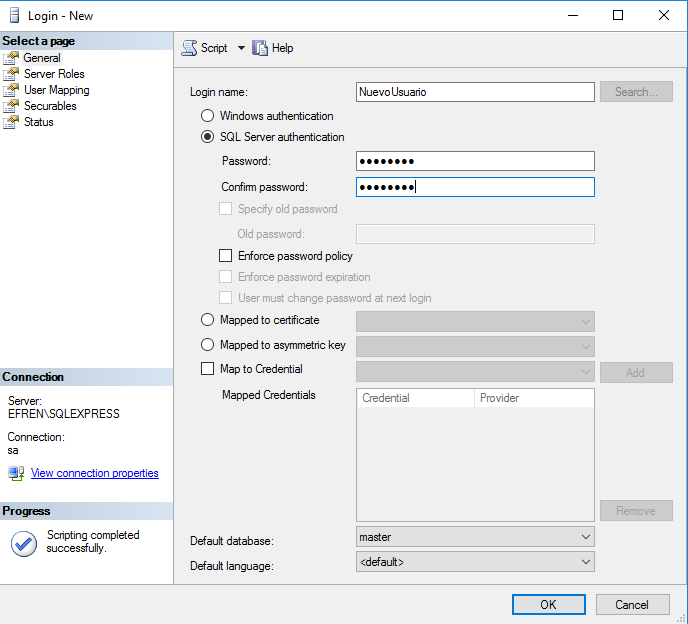 Login - New
Select a page
General
Server Roles
User Mapping
Securables
Status
Connection
Server:
EFREN\SQLEXPRESS
Connection:
sa
View connection properties
Progress
Scripting completed
successfully.
Script Help
Login name: NuevoUsuario Search...
Windows authentication
SQL Server authentication
Password: ●●●●●●●●
Confirm password: ●●●●●●●●
Specify old password
Old password:
Enforce password policy
Enforce password expiration
User must change password at next login
Mapped to certificate
Mapped to asymmetric key
Map to Credential Add
Mapped Credentials Credential Provider
Remove
Default database: master
Default language: <default>
OK Cancel